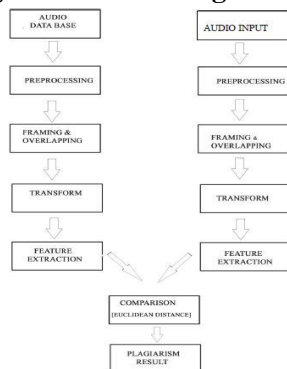 AUDIO
DATA BASE
PREPROCESSING
FRAMING &
OVERLAPPING
TRANSFORM
FEATURE
EXTRACTION
AUDIO INPUT
PREPROCESSING
FRAMING &
OVERLAPPING
TRANSFORM
FEATURE
EXTRACTION
COMPARISON
[EUCLIDEAN DISTANCE]
PLAGIARISM
RESULT